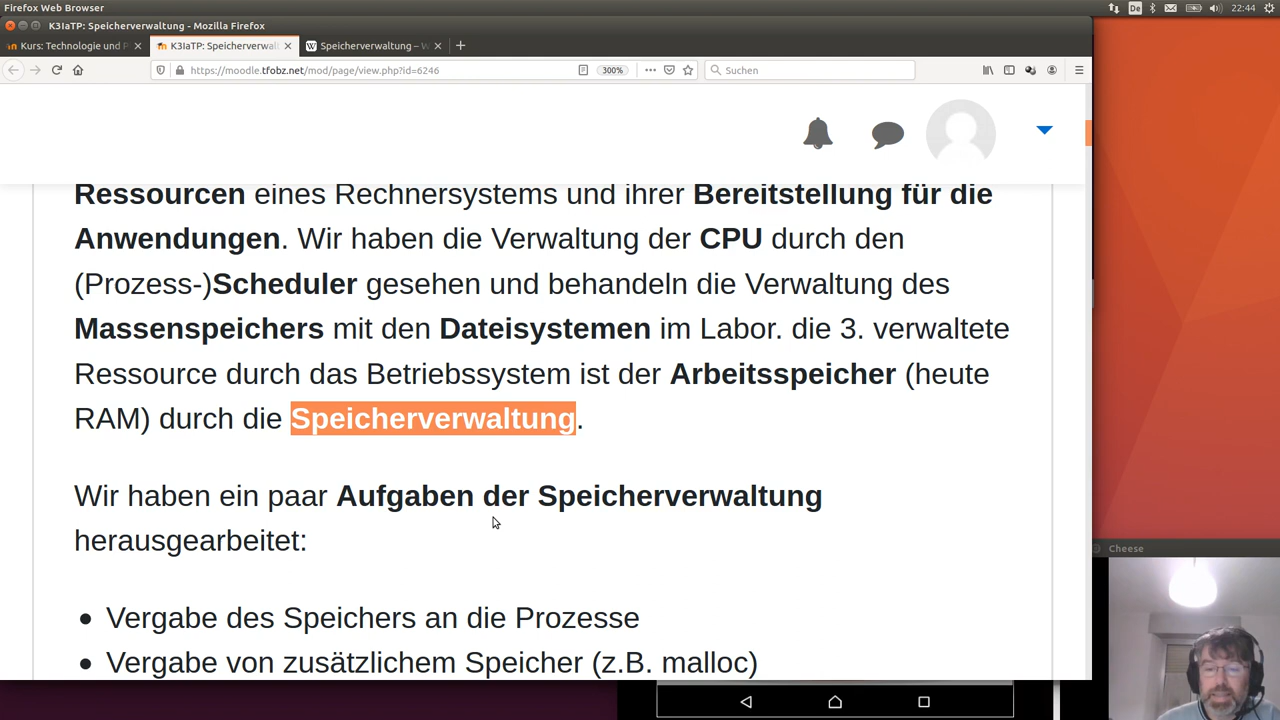 Firefox Web Browser
De
22:44
K3IaTP: Speicherverwaltung - Mozilla Firefox
Kurs: Technologie und P
K3IaTP: Speicherverwal
Speicherverwaltung – W
https://moodle.tfobz.net/mod/page/view.php?id=6246
300%
Suchen
Ressourcen eines Rechnersystems und ihrer Bereitstellung für die
Anwendungen. Wir haben die Verwaltung der CPU durch den
(Prozess-)Scheduler gesehen und behandeln die Verwaltung des
Massenspeichers mit den Dateisystemen im Labor. die 3. verwaltete
Ressource durch das Betriebssystem ist der Arbeitsspeicher (heute
RAM) durch die Speicherverwaltung.
Wir haben ein paar Aufgaben der Speicherverwaltung
herausgearbeitet:
• Vergabe des Speichers an die Prozesse
• Vergabe von zusätzlichem Speicher (z.B. malloc)
Cheese